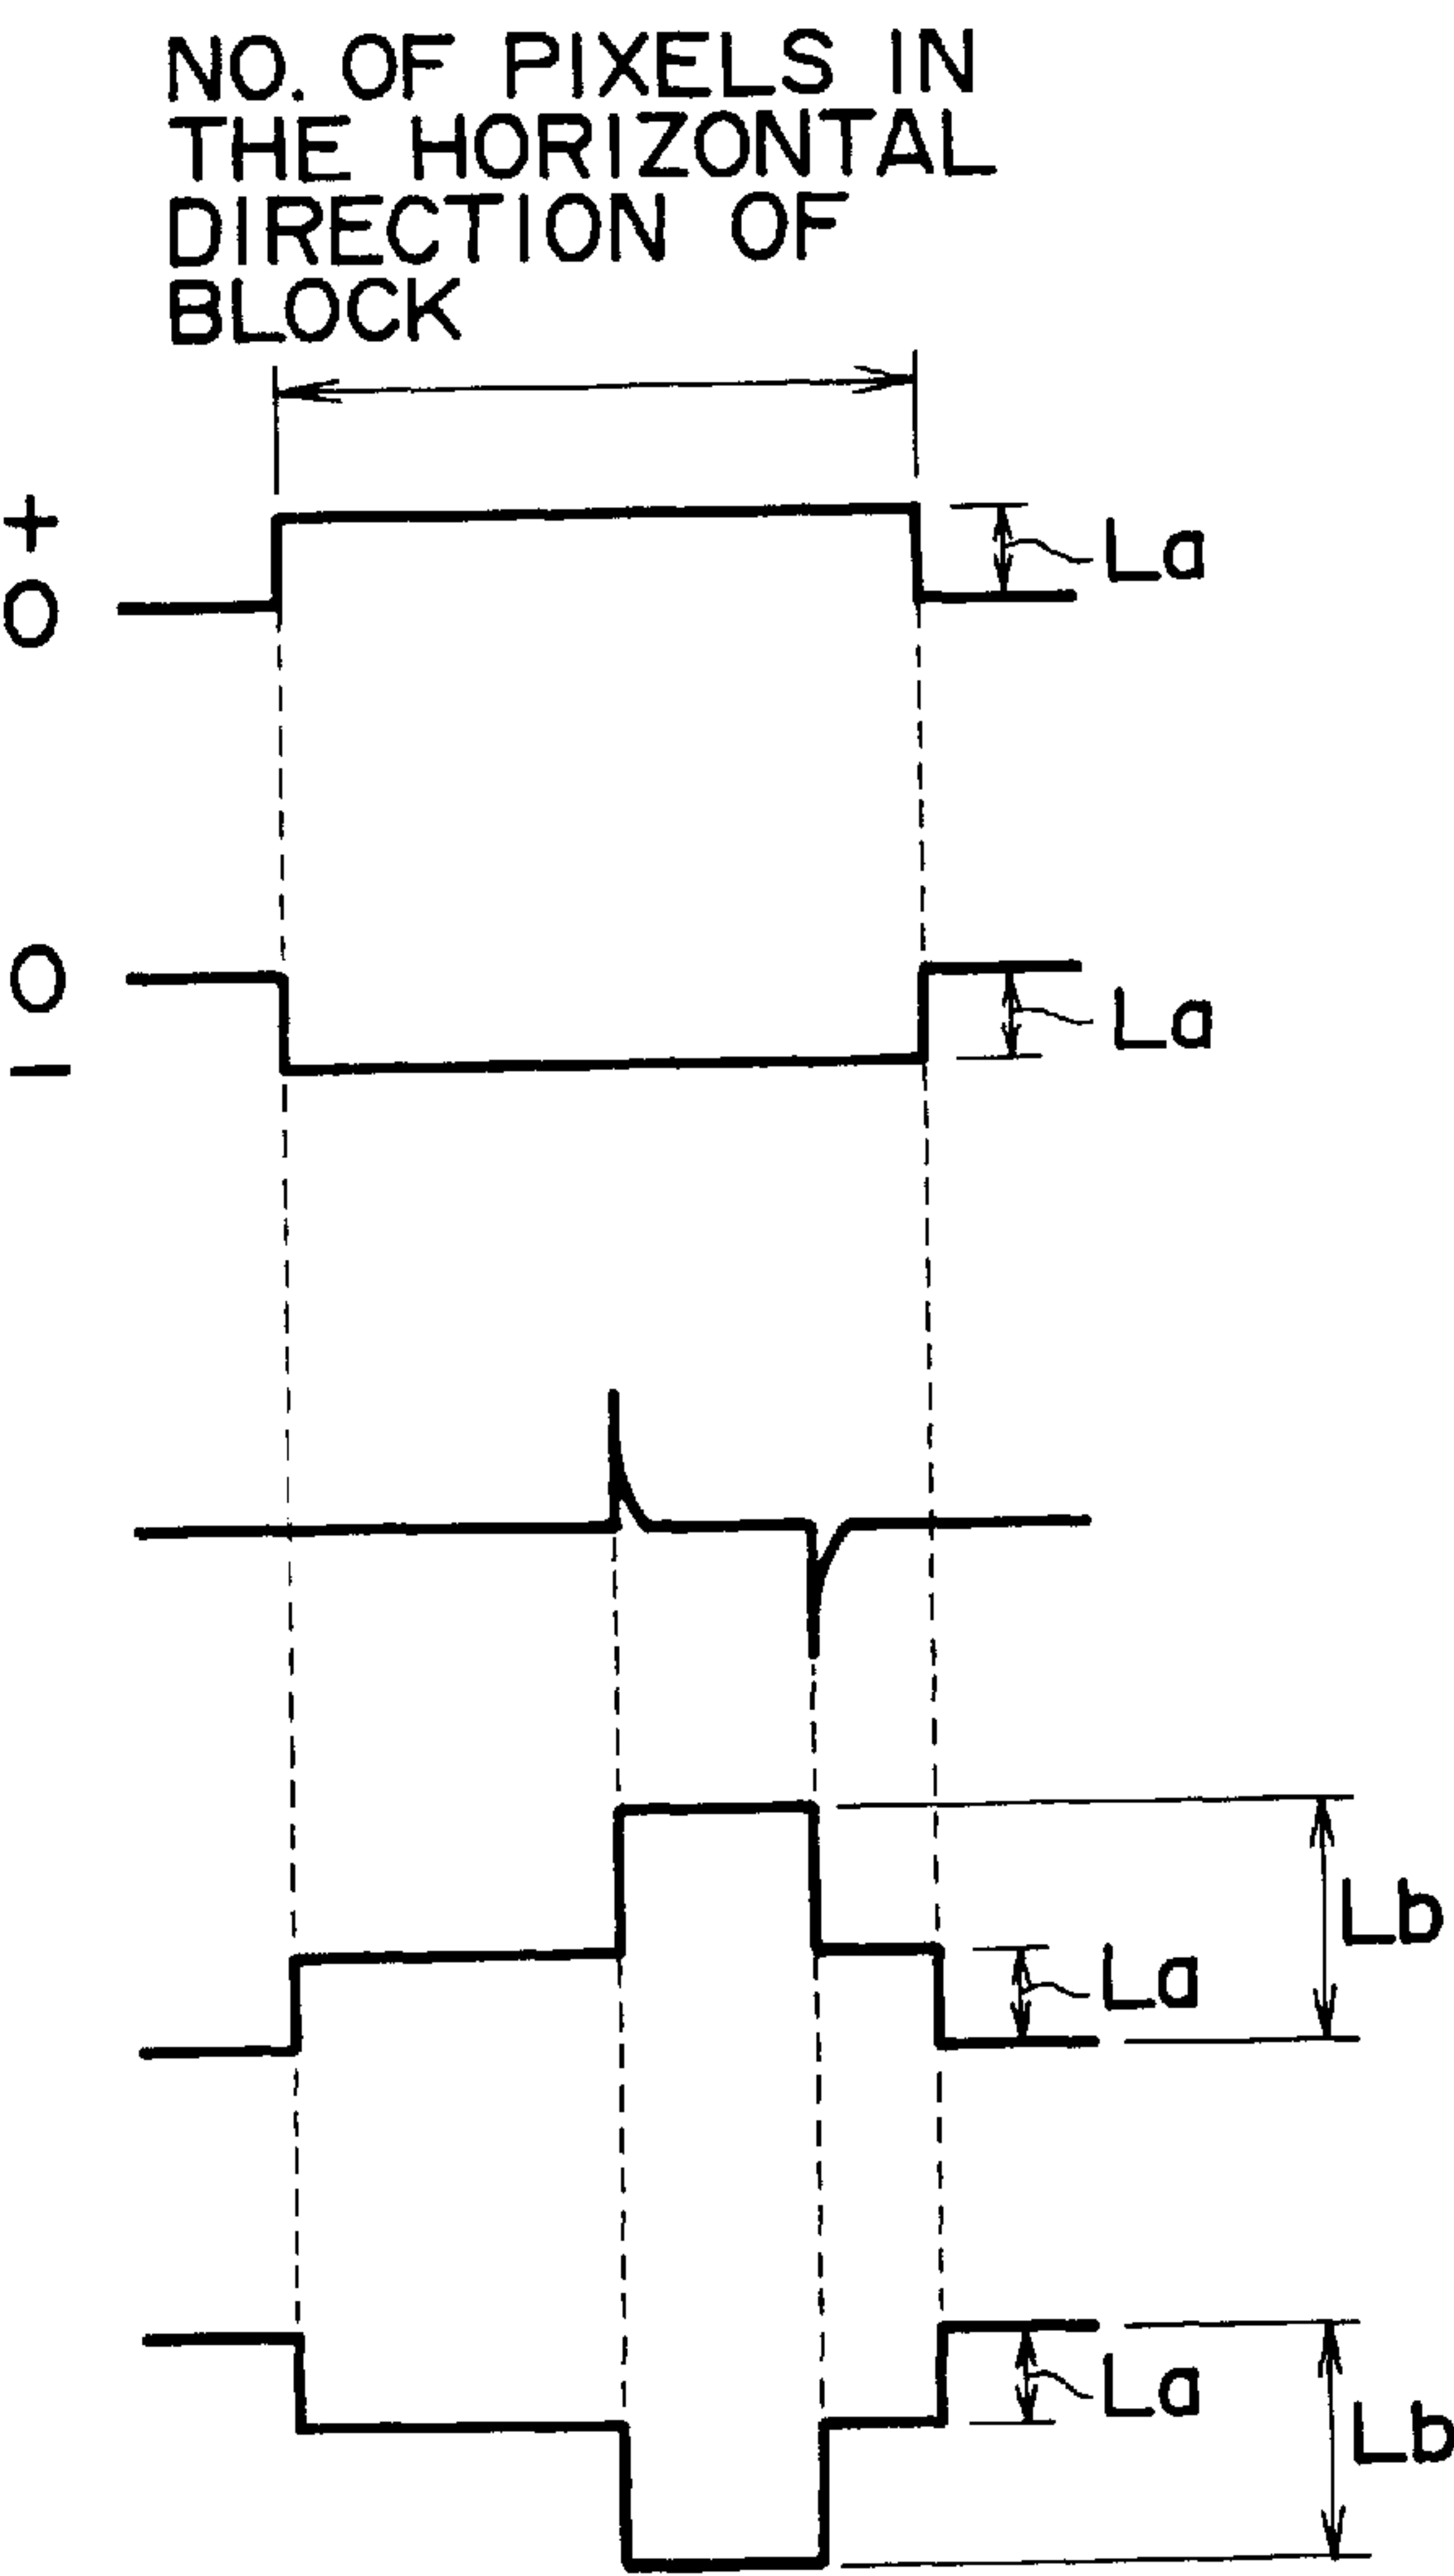 NO. OF PIXELS IN
THE HORIZONTAL
DIRECTION OF
BLOCK
+
La
0
0
La
−
Lb
La
La
Lb